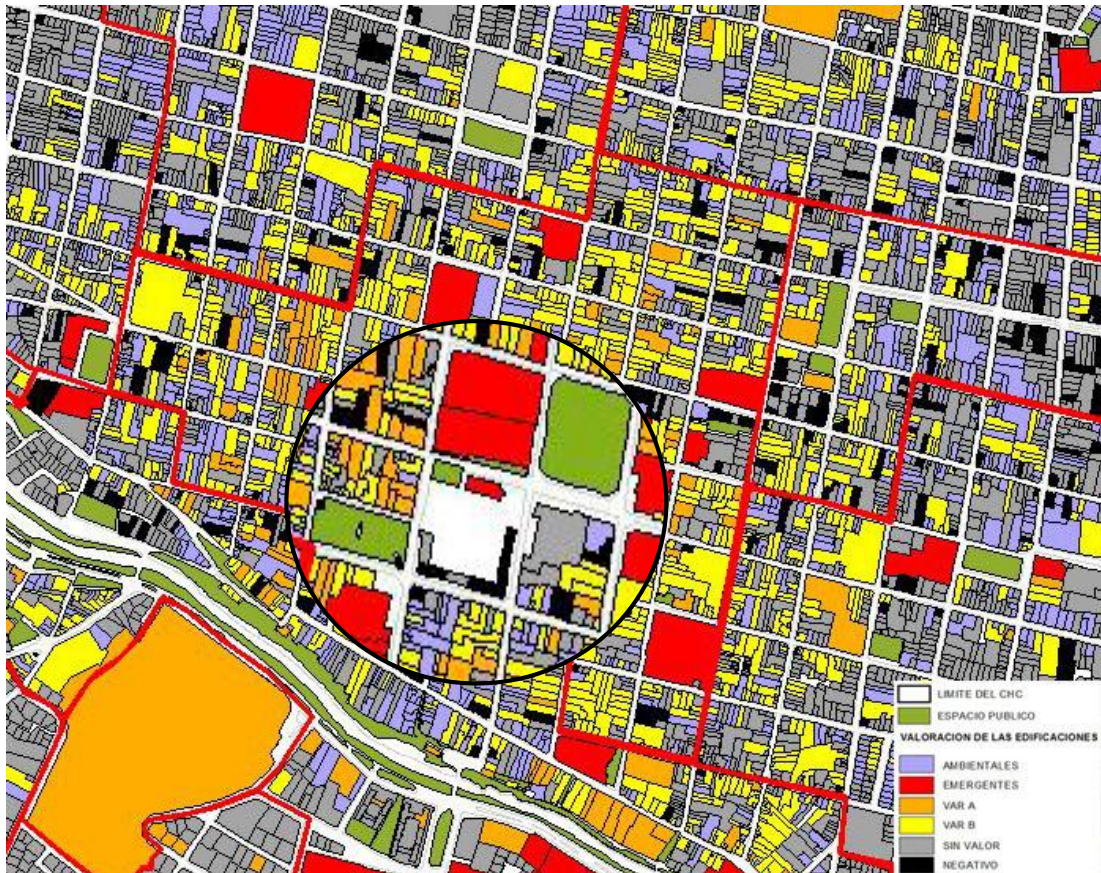 LIMITE DEL CHC
ESPACIO PUBLICO
VALORACION DE LAS EDIFICACIONES
AMBIENTALES
EMERGENTES
VAR A
VAR B
SIN VALOR
NEGATIVO